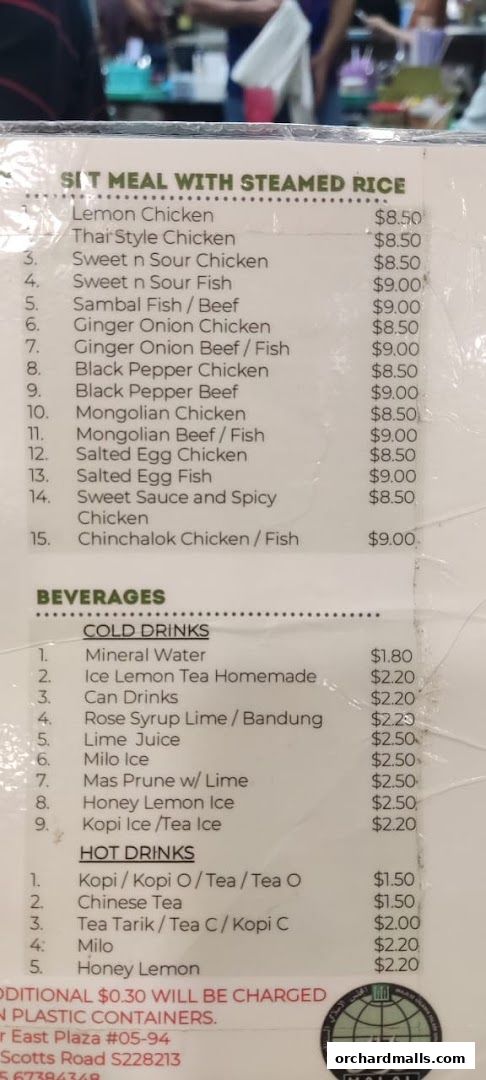 SET MEAL WITH STEAMED RICE
Lemon Chicken $8.50
Thai Style Chicken $8.50
3. Sweet n Sour Chicken $8.50
4. Sweet n Sour Fish $9.00
5. Sambal Fish / Beef $9.00
6. Ginger Onion Chicken $8.50
7. Ginger Onion Beef / Fish $9.00
8. Black Pepper Chicken $8.50
9. Black Pepper Beef $9.00
10. Mongolian Chicken $8.50
11. Mongolian Beef / Fish $9.00
12. Salted Egg Chicken $8.50
13. Salted Egg Fish $9.00
14. Sweet Sauce and Spicy $8.50
Chicken
15. Chinchalok Chicken / Fish $9.00
BEVERAGES
COLD DRINKS
1. Mineral Water $1.80
2. Ice Lemon Tea Homemade $2.20
3. Can Drinks $2.20
4. Rose Syrup Lime / Bandung $2.20
5. Lime Juice $2.50
6. Milo Ice $2.50
7. Mas Prune w/ Lime $2.50
8. Honey Lemon Ice $2.50
9. Kopi Ice /Tea Ice $2.20
HOT DRINKS
1. Kopi / Kopi O / Tea / Tea O $1.50
2. Chinese Tea $1.50
3. Tea Tarik / Tea C / Kopi C $2.00
4. Milo $2.20
5. Honey Lemon $2.20
DDITIONAL $0.30 WILL BE CHARGED
N PLASTIC CONTAINERS.
r East Plaza #05-94
Scotts Road S228213
67384348
orchardmalls.com